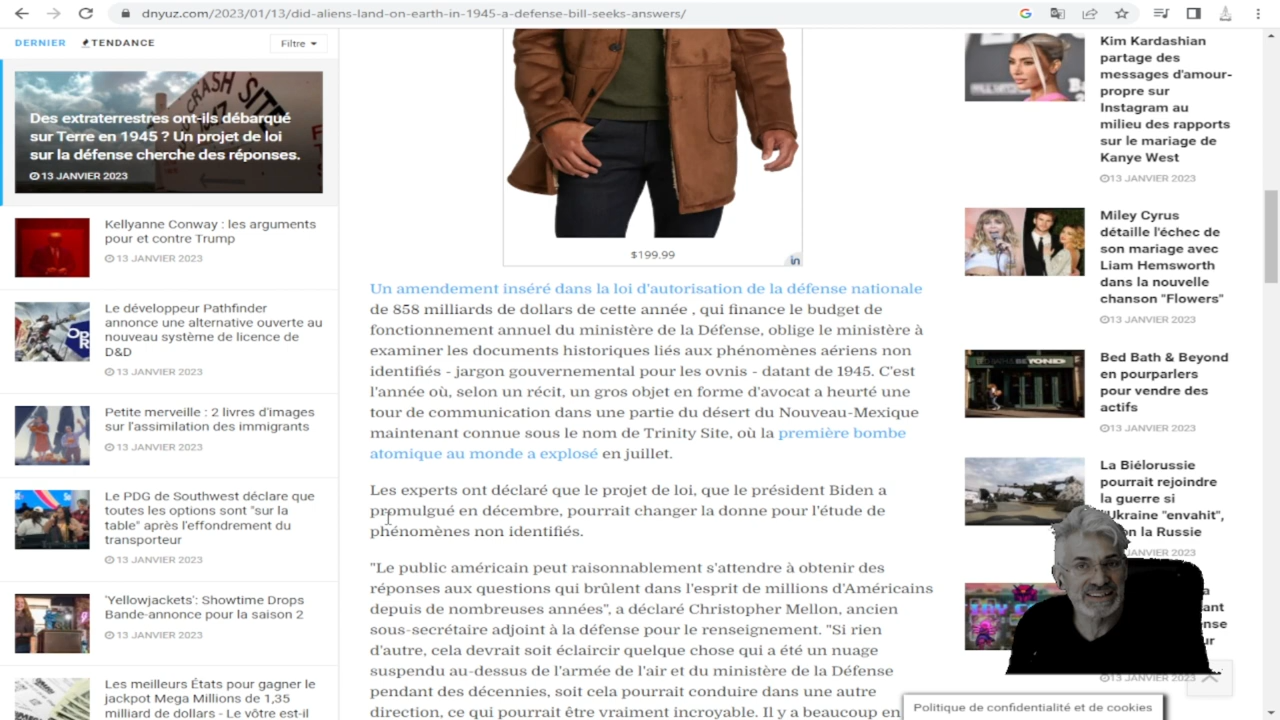 dnyuz.com/2023/01/13/did-aliens-land-on-earth-in-1945-a-defense-bill-seeks-answers/
DERNIER
TENDANCE
Filtre
CRASH SITE
Des extraterrestres ont-ils débarqué
sur Terre en 1945 ? Un projet de loi
sur la défense cherche des réponses.
13 JANVIER 2023
Kellyanne Conway : les arguments
pour et contre Trump
13 JANVIER 2023
Le développeur Pathfinder
annonce une alternative ouverte au
nouveau système de licence de
D&D
13 JANVIER 2023
Petite merveille : 2 livres d'images
sur l'assimilation des immigrants
13 JANVIER 2023
Le PDG de Southwest déclare que
toutes les options sont "sur la
table" après l'effondrement du
transporteur
13 JANVIER 2023
'Yellowjackets': Showtime Drops
Bande-annonce pour la saison 2
13 JANVIER 2023
Les meilleurs États pour gagner le
jackpot Mega Millions de 1,35
milliard de dollars - Le vôtre est-il
$199.99
in
Un amendement inséré dans la loi d'autorisation de la défense nationale
de 858 milliards de dollars de cette année , qui finance le budget de
fonctionnement annuel du ministère de la Défense, oblige le ministère à
examiner les documents historiques liés aux phénomènes aériens non
identifiés - jargon gouvernemental pour les ovnis - datant de 1945. C'est
l'année où, selon un récit, un gros objet en forme d'avocat a heurté une
tour de communication dans une partie du désert du Nouveau-Mexique
maintenant connue sous le nom de Trinity Site, où la première bombe
atomique au monde a explosé en juillet.
Les experts ont déclaré que le projet de loi, que le président Biden a
promulgué en décembre, pourrait changer la donne pour l'étude de
phénomènes non identifiés.
"Le public américain peut raisonnablement s'attendre à obtenir des
réponses aux questions qui brûlent dans l'esprit de millions d'Américains
depuis de nombreuses années", a déclaré Christopher Mellon, ancien
sous-secrétaire adjoint à la défense pour le renseignement. "Si rien
d'autre, cela devrait soit éclaircir quelque chose qui a été un nuage
suspendu au-dessus de l'armée de l'air et du ministère de la Défense
pendant des décennies, soit cela pourrait conduire dans une autre
direction, ce qui pourrait être vraiment incroyable. Il y a beaucoup en
Kim Kardashian
partage des
messages d'amour-
propre sur
Instagram au
milieu des rapports
sur le mariage de
Kanye West
13 JANVIER 2023
Miley Cyrus
détaille l'échec de
son mariage avec
Liam Hemsworth
dans la nouvelle
chanson "Flowers"
13 JANVIER 2023
Bed Bath & Beyond
en pourparlers
pour vendre des
actifs
13 JANVIER 2023
La Biélorussie
pourrait rejoindre
la guerre si
"Ukraine "envahit",
on la Russie
JANVIER 2023
13 JANVIER 2023
Politique de confidentialité et de cookies